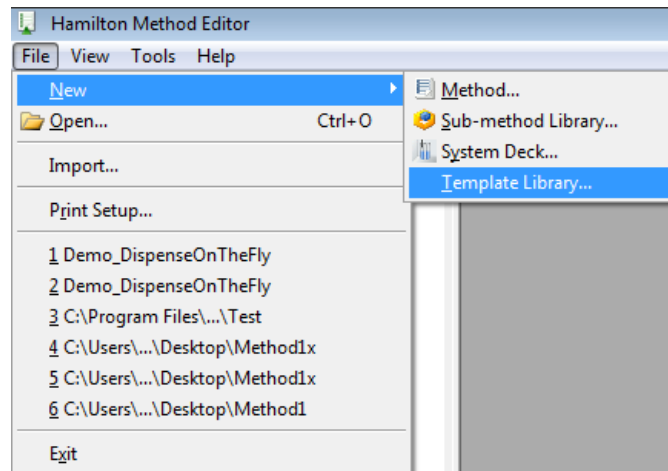 Hamilton Method Editor
File View Tools Help
New
Open... Ctrl+O
Import...
Print Setup...
1 Demo_DispenseOnTheFly
2 Demo_DispenseOnTheFly
3 C:\Program Files\...\Test
4 C:\Users\...\Desktop\Method1x
5 C:\Users\...\Desktop\Method1x
6 C:\Users\...\Desktop\Method1
Exit
Method...
Sub-method Library...
System Deck...
Template Library...